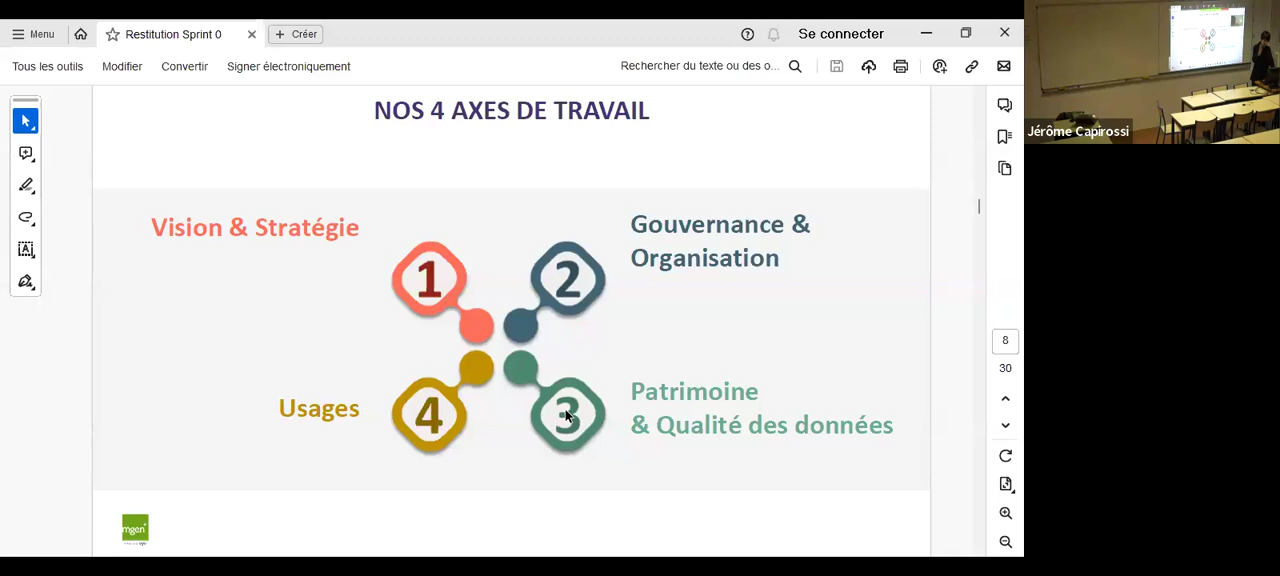 Menu
Restitution Sprint 0
Créer
Se connecter
Tous les outils
Modifier
Convertir
Signer électroniquement
Rechercher du texte ou des o...
Jérôme Capirossi
NOS 4 AXES DE TRAVAIL
Vision & Stratégie
1
2
Gouvernance &
Organisation
Usages
4
3
Patrimoine
& Qualité des données
8
30
mgen